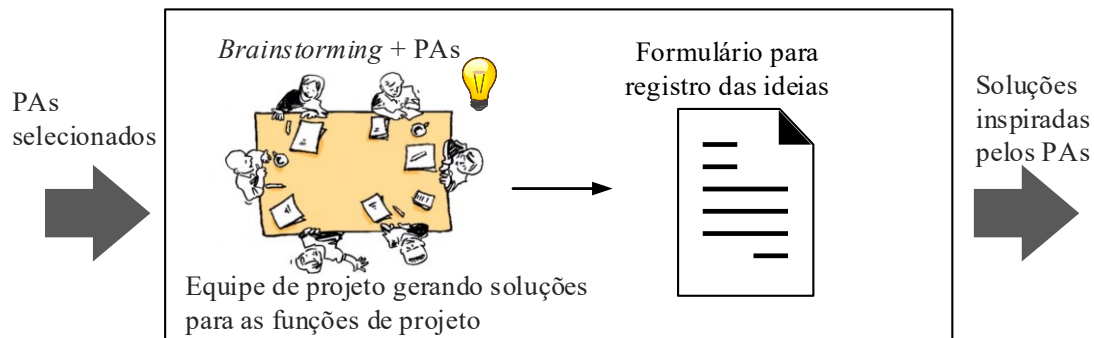 PAs
selecionados
Brainstorming + PAs
Equipe de projeto gerando soluções
para as funções de projeto
Formulário para
registro das ideias
Soluções
inspiradas
pelos PAs